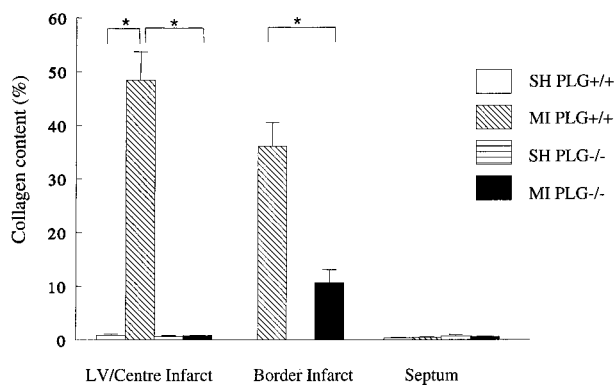 60
50
40
30
20
10
0
Collagen content (%)
* *
*
SH PLG+/+
MI PLG+/+
SH PLG-/-
MI PLG-/-
LV/Centre Infarct
Border Infarct
Septum